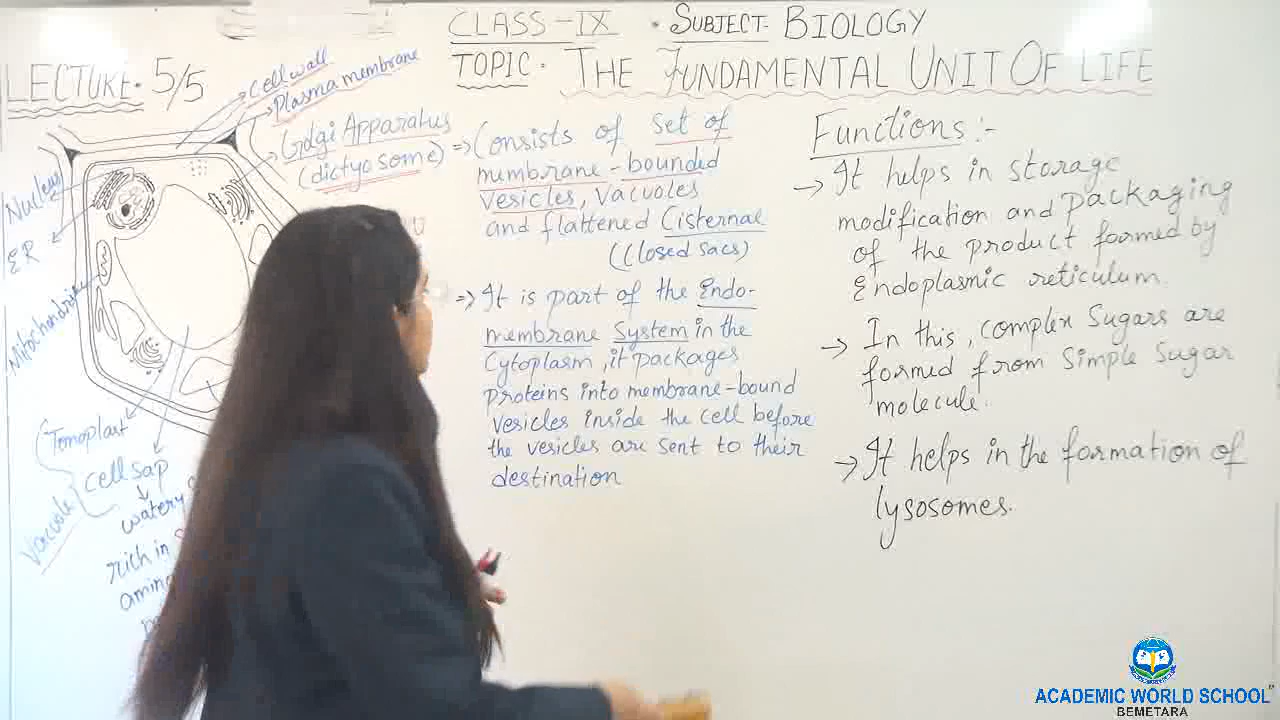 CLASS-IX • SUBJECT. BIOLOGY
TOPIC. THE FUNDAMENTAL UNIT OF LIFE
LECTURE. 5/5
Cell wall
Plasma membrane
Golgi Apparatus
(dictyosome)
Nucleus
ER
Mitochondria
Tonoplast
Cell sap
Vacuole
watery
rich in
amino
=> Consists of set of
membrane-bounded
vesicles, Vacuoles
and flattened Cisternal
(Closed sacs)
=> It is part of the Endo-
membrane System in the
Cytoplasm, it packages
proteins into membrane-bound
vesicles inside the cell before
the vesicles are sent to their
destination
Functions :-
→ It helps in storage
modification and packaging
of the product formed by
Endoplasmic reticulum.
→ In this, complex Sugars are
formed from Simple Sugar
molecule.
→ It helps in the formation of
lysosomes.
ACADEMIC WORLD SCHOOL
BEMETARA